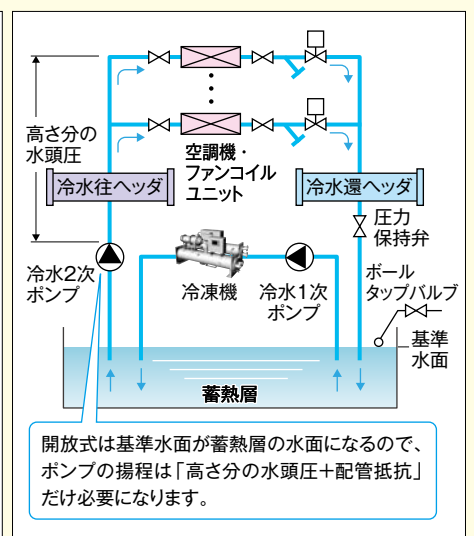 高さ分の
水頭圧
空調機・
ファンコイル
ユニット
冷水往ヘッダ
冷水還ヘッダ
圧力
保持弁
冷水2次
ポンプ
冷凍機
冷水1次
ポンプ
ボール
タップバルブ
基準
水面
蓄熱層
開放式は基準水面が蓄熱層の水面になるので、
ポンプの揚程は「高さ分の水頭圧+配管抵抗」
だけ必要になります。